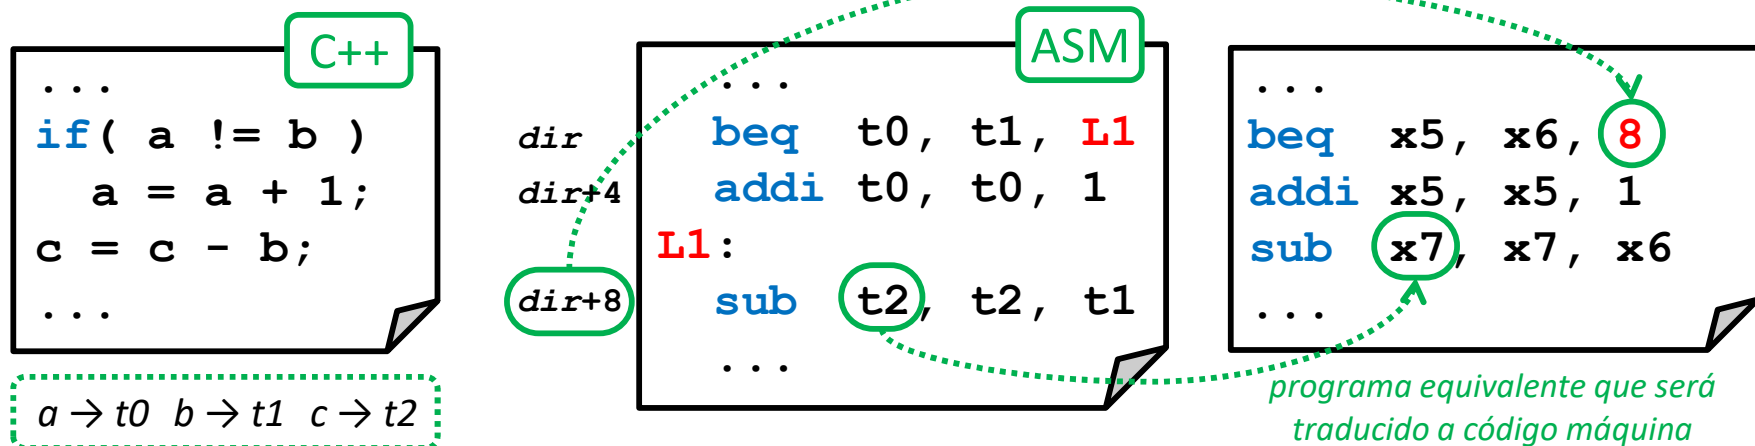 C++
...
if( a != b )
a = a + 1;
c = c - b;
...
a → t0 b → t1 c → t2
dir
dir+4
dir+8
ASM
...
beq t0, t1, L1
addi t0, t0, 1
L1:
sub t2, t2, t1
...
...
beq x5, x6, 8
addi x5, x5, 1
sub x7, x7, x6
...
programa equivalente que será
traducido a código máquina